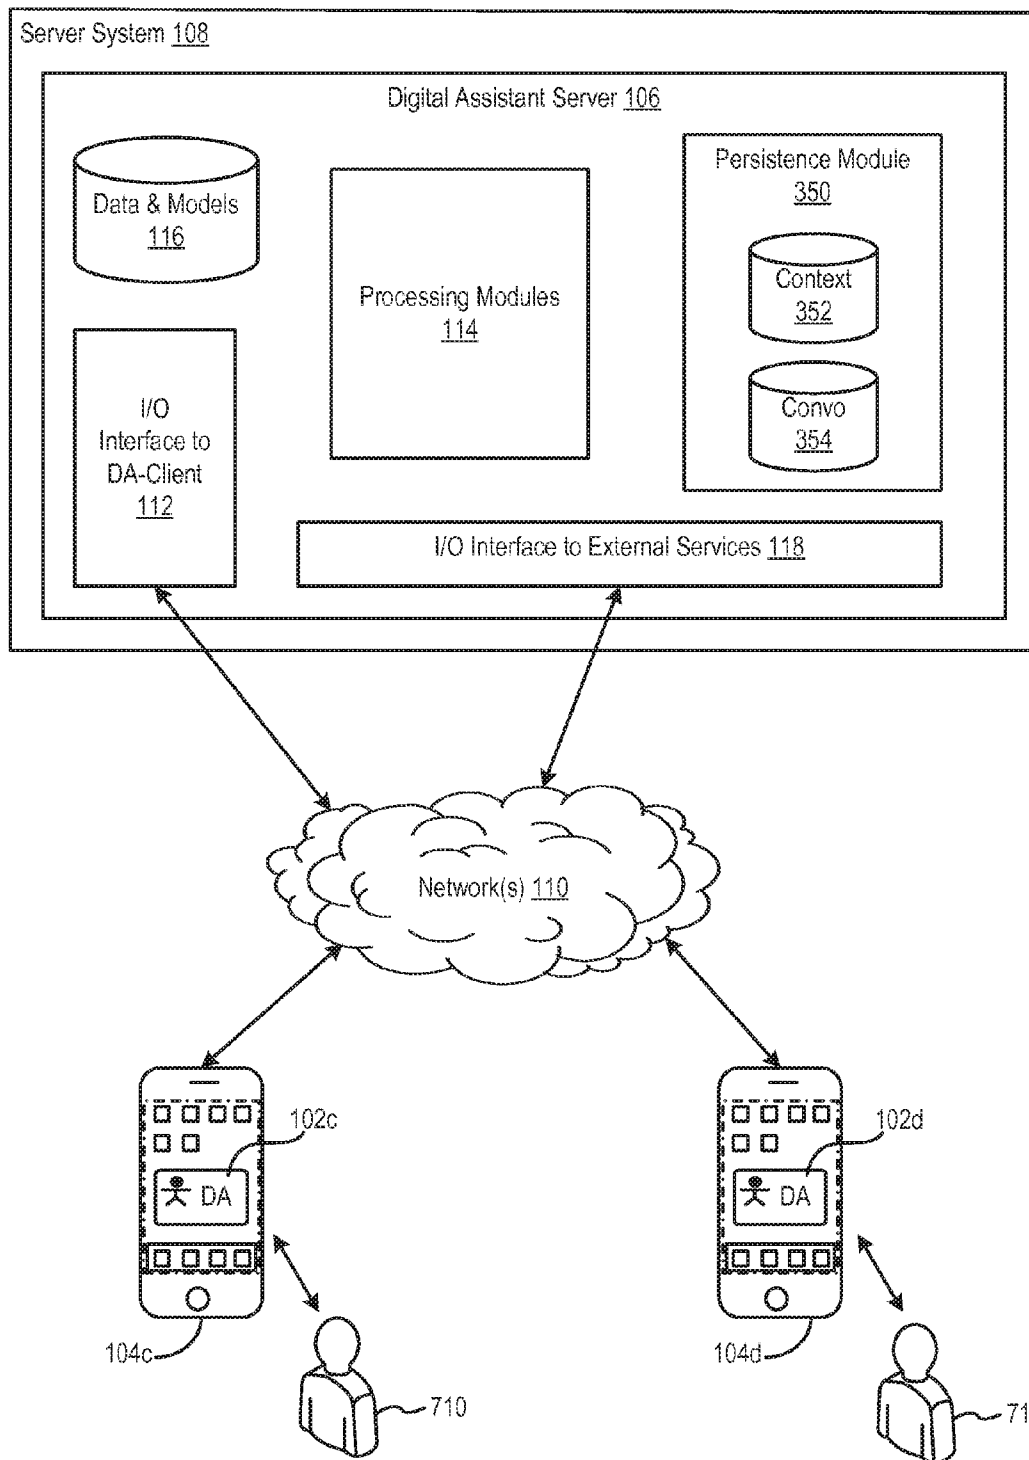 Server System 108
Digital Assistant Server 106
Data & Models
116
Processing Modules
114
Persistence Module
350
Context
352
Convo
354
I/O
Interface to
DA-Client
112
I/O Interface to External Services 118
Network(s) 110
102c
DA
104c
710
102d
DA
104d
71